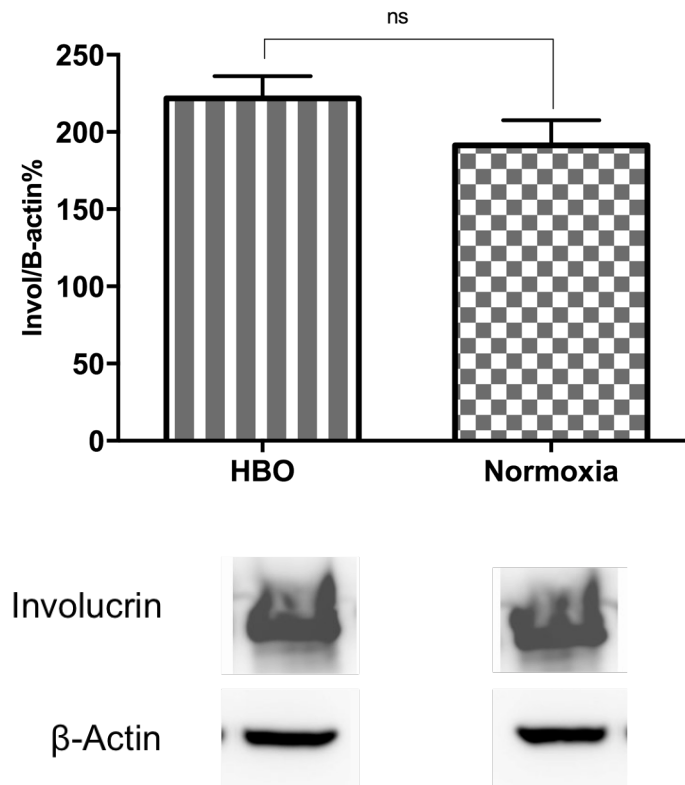 ns
250
200
150
100
50
0
Invol/B-actin%
HBO Normoxia
Involucrin
β-Actin